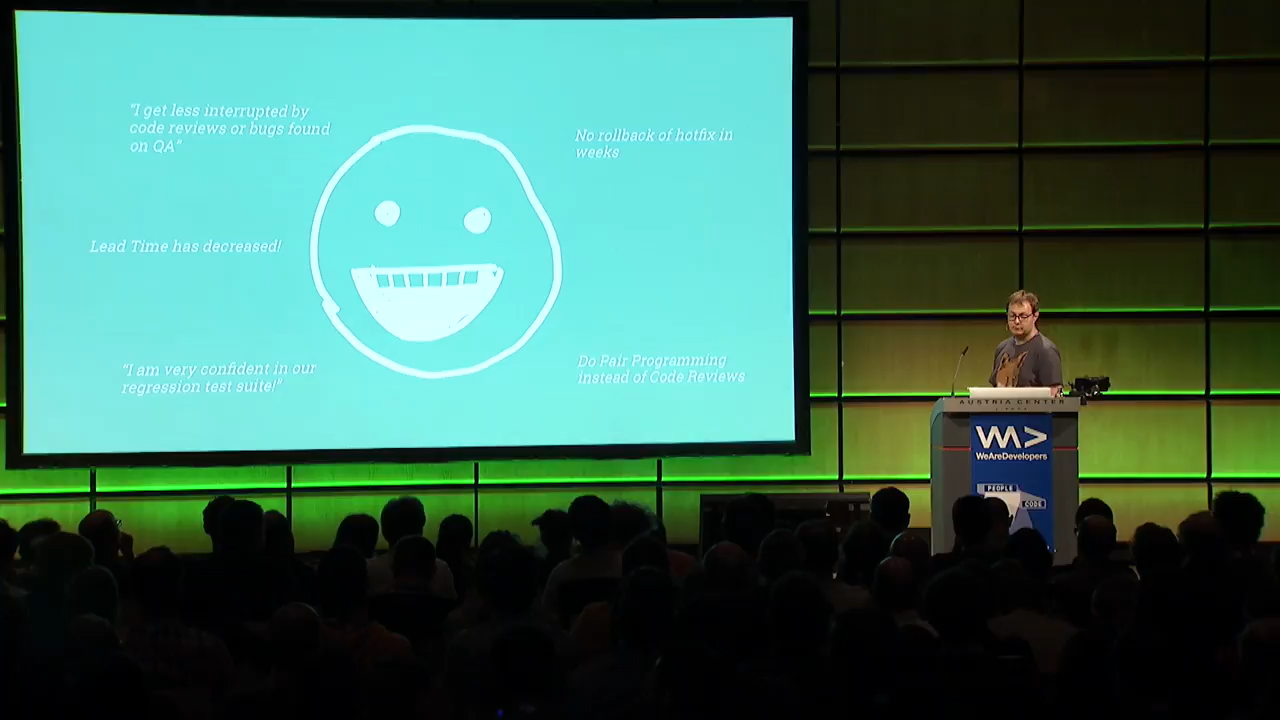 "I get less interrupted by
code reviews or bugs found
on QA"
No rollback of hotfix in
weeks
Lead Time has decreased!
"I am very confident in our
regression test suite!"
Do Pair Programming
instead of Code Reviews
AUSTRIA CENTER
WeAreDevelopers
PEOPLE
CODE